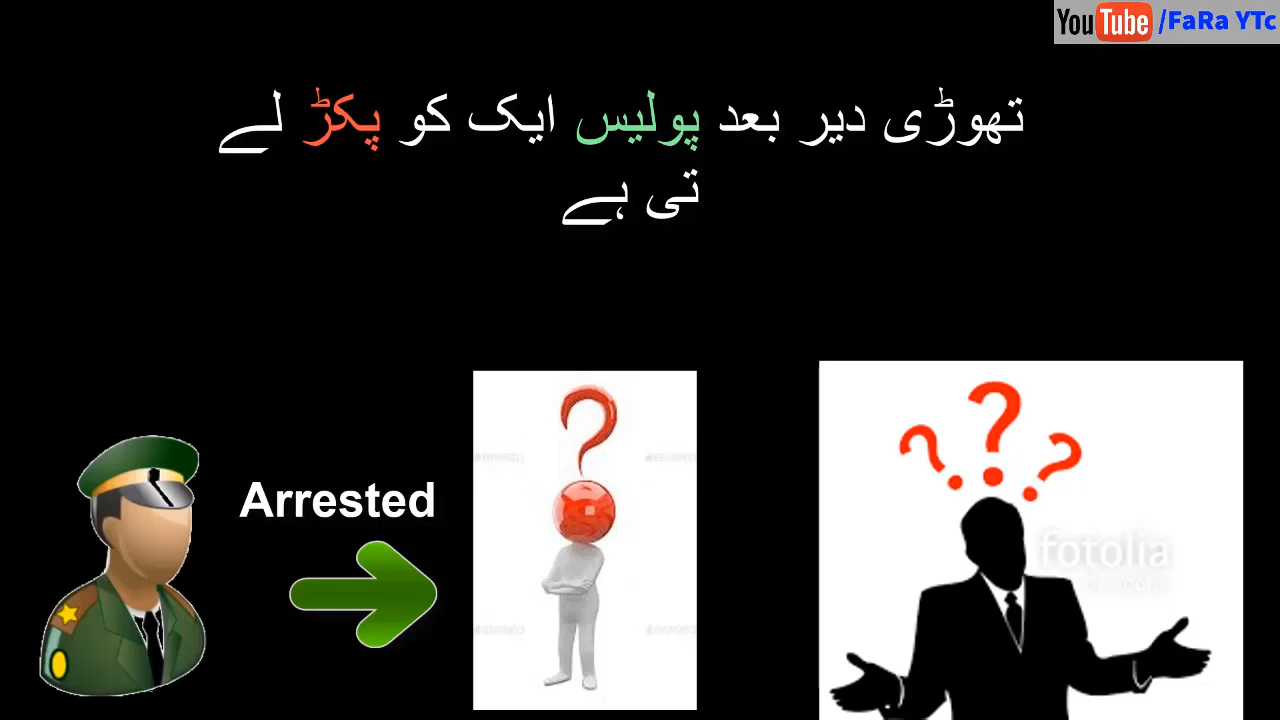 YouTube /FaRa YTc
تھوڑی دیر بعد پولیس ایک کو پکڑ لے
تی ہے
Arrested
fotolia